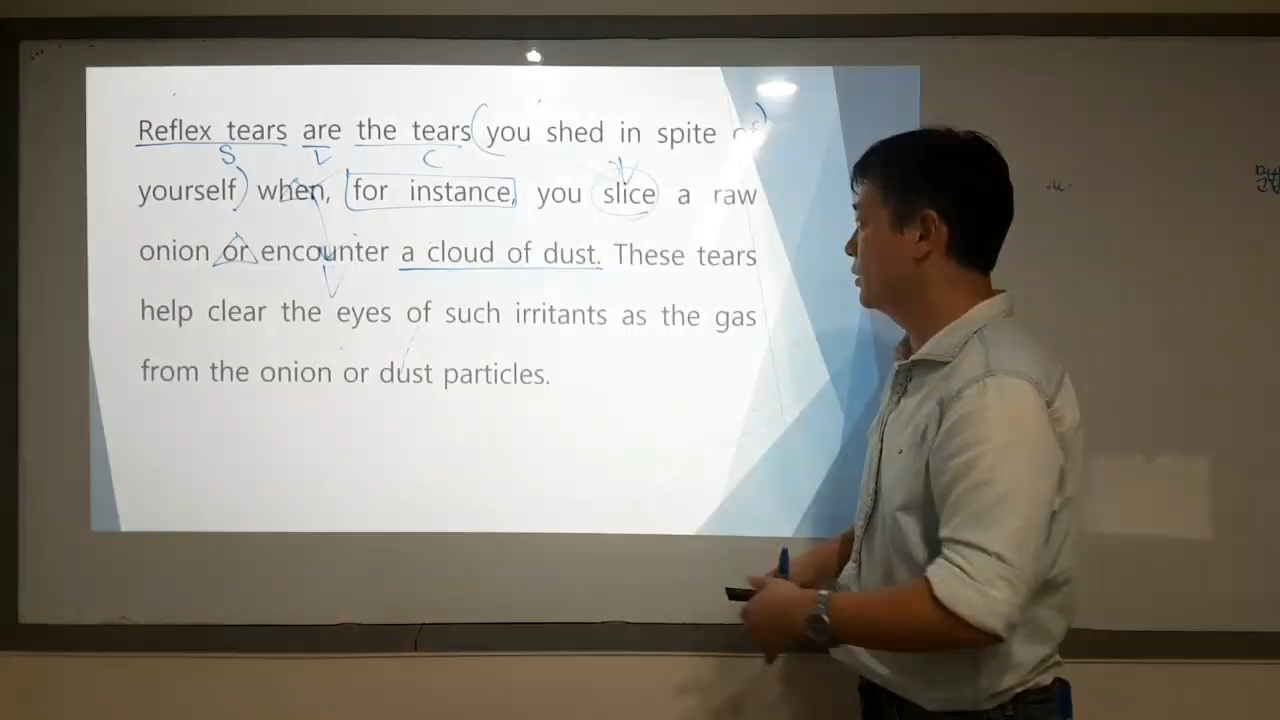 Reflex tears are the tears you shed in spite of
S V C
yourself when, for instance, you slice a raw
onion or encounter a cloud of dust. These tears
help clear the eyes of such irritants as the gas
from the onion or dust particles.